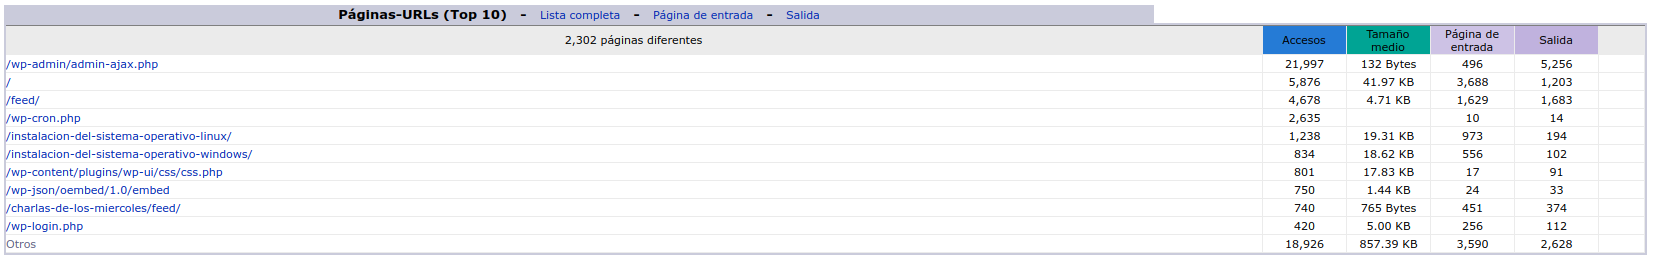 Páginas-URLs (Top 10) - Lista completa - Página de entrada - Salida
2,302 páginas diferentes Accesos Tamaño medio Página de entrada Salida
/wp-admin/admin-ajax.php 21,997 132 Bytes 496 5,256
/ 5,876 41.97 KB 3,688 1,203
/feed/ 4,678 4.71 KB 1,629 1,683
/wp-cron.php 2,635 10 14
/instalacion-del-sistema-operativo-linux/ 1,238 19.31 KB 973 194
/instalacion-del-sistema-operativo-windows/ 834 18.62 KB 556 102
/wp-content/plugins/wp-ui/css/css.php 801 17.83 KB 17 91
/wp-json/oembed/1.0/embed 750 1.44 KB 24 33
/charlas-de-los-miercoles/feed/ 740 765 Bytes 451 374
/wp-login.php 420 5.00 KB 256 112
Otros 18,926 857.39 KB 3,590 2,628